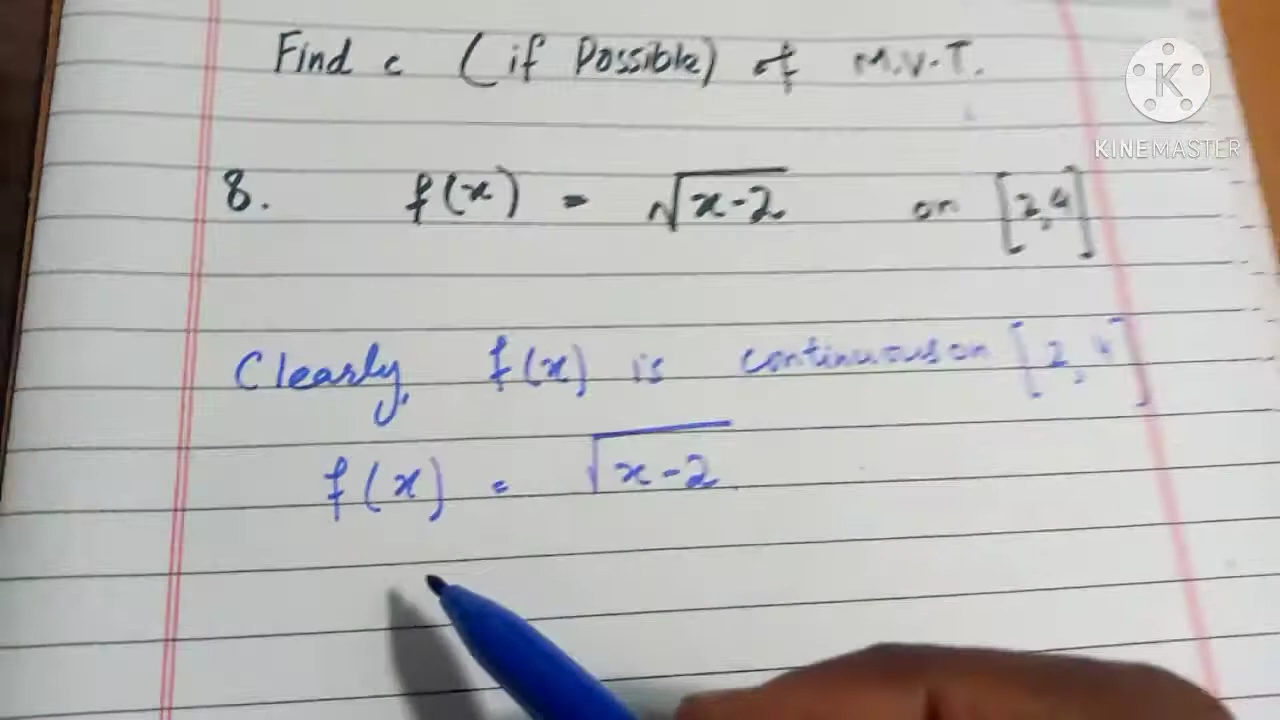 Find c (if Possible) of M.V.T.
K
KINEMASTER
8. f(x) = √x-2 on [2,4]
Clearly, f(x) is continuous on [2,4]
f(x) = √x-2